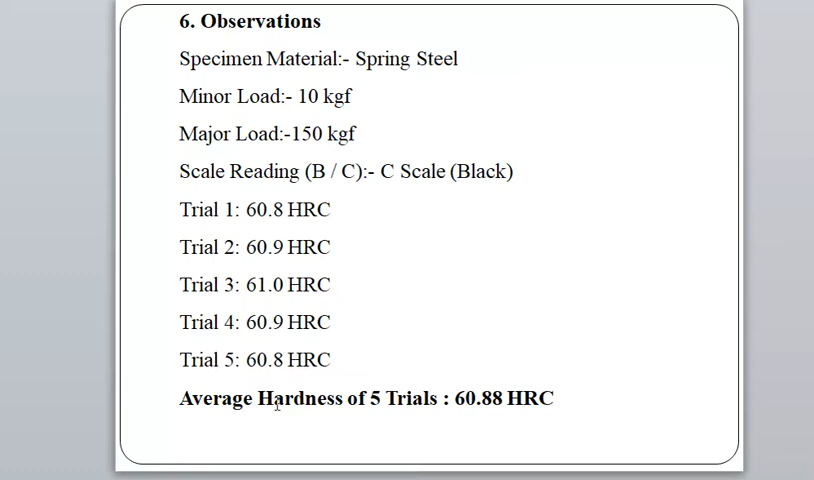 6. Observations
Specimen Material:- Spring Steel
Minor Load:- 10 kgf
Major Load:-150 kgf
Scale Reading (B / C):- C Scale (Black)
Trial 1: 60.8 HRC
Trial 2: 60.9 HRC
Trial 3: 61.0 HRC
Trial 4: 60.9 HRC
Trial 5: 60.8 HRC
Average Hardness of 5 Trials : 60.88 HRC